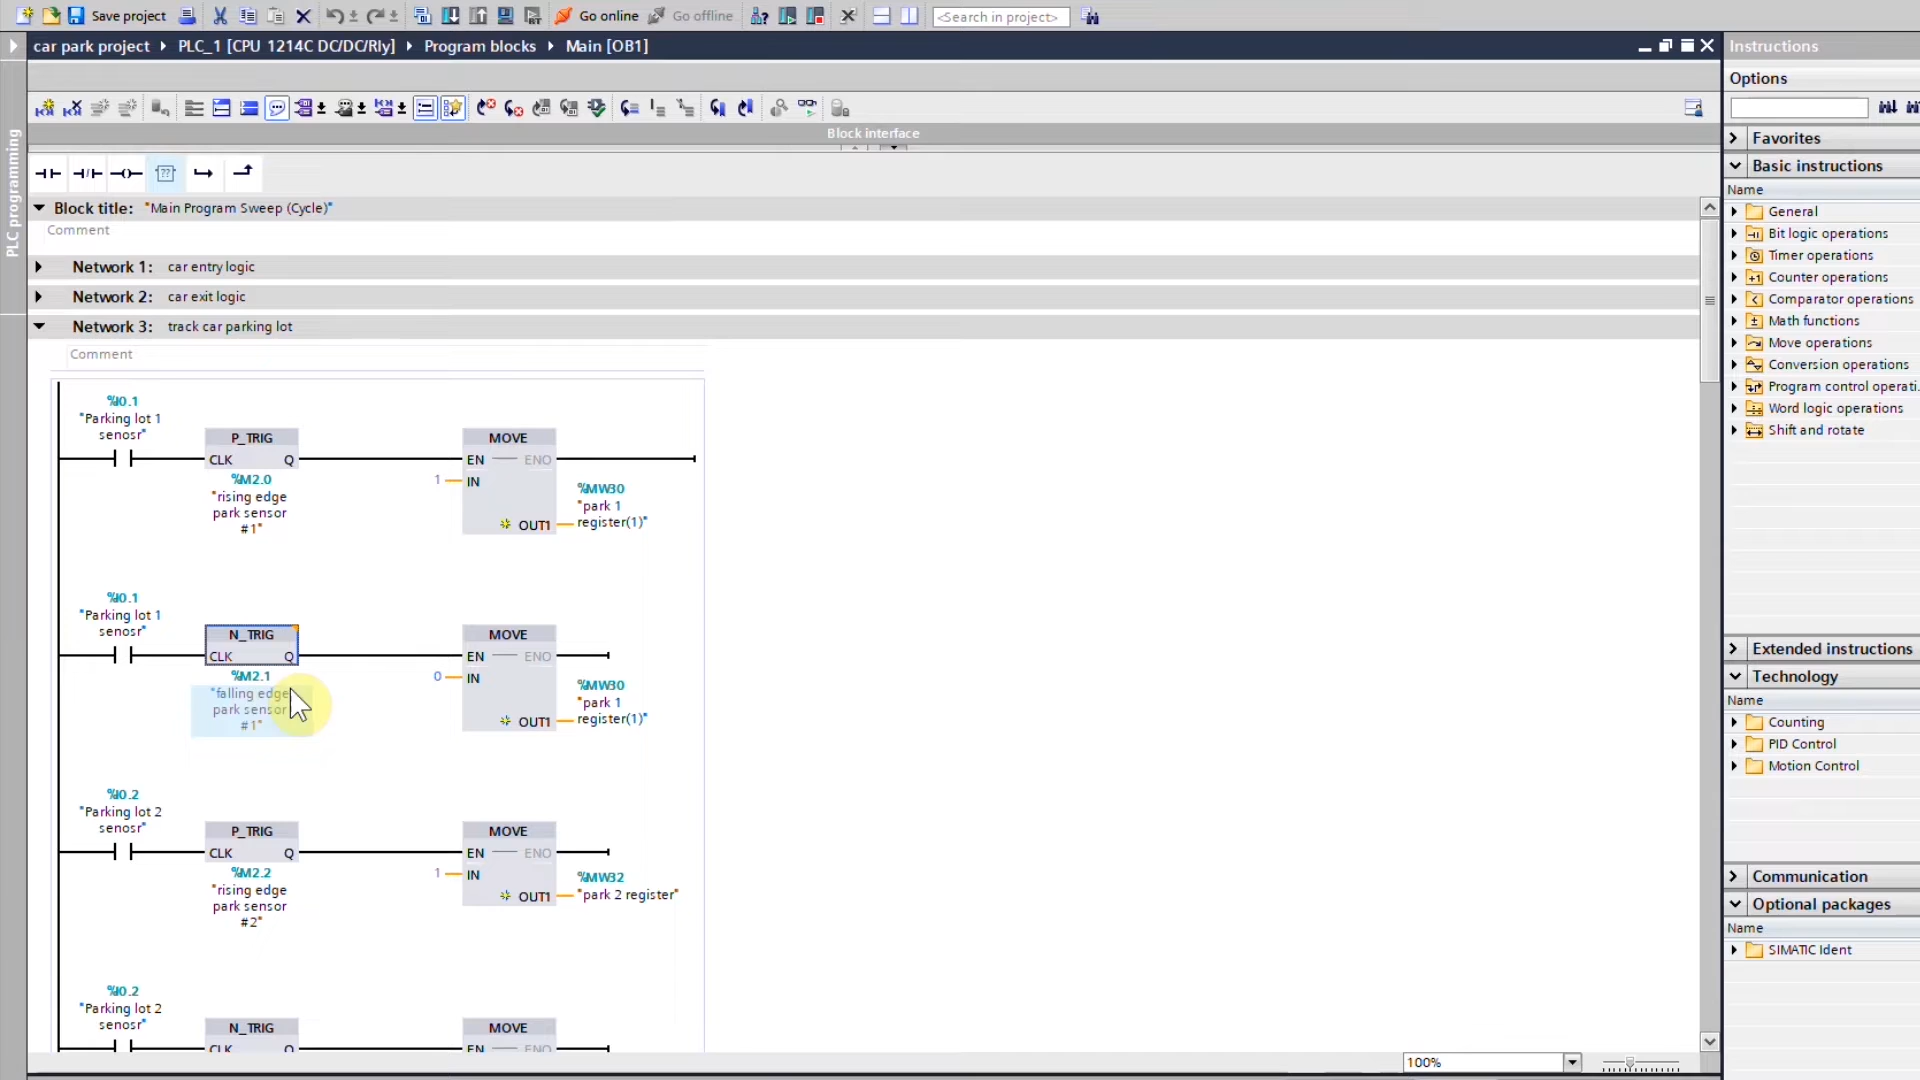 Save project
Go online
Go offline
<Search in project>
car park project
PLC_1 [CPU 1214C DC/DC/Rly]
Program blocks
Main [OB1]
Instructions
Options
PLC programming
Block interface
Block title: "Main Program Sweep (Cycle)"
Comment
Network 1: car entry logic
Network 2: car exit logic
Network 3: track car parking lot
Comment
%I0.1
"Parking lot 1
senosr"
P_TRIG
CLK Q
%M2.0
"rising edge
park sensor
#1"
MOVE
EN ENO
1 IN
OUT1
%MW30
"park 1
register(1)"
%I0.1
"Parking lot 1
senosr"
N_TRIG
CLK Q
%M2.1
"falling edge
park sensor
#1"
MOVE
EN ENO
0 IN
OUT1
%MW30
"park 1
register(1)"
%I0.2
"Parking lot 2
senosr"
P_TRIG
CLK Q
%M2.2
"rising edge
park sensor
#2"
MOVE
EN ENO
1 IN
OUT1
%MW32
"park 2 register"
%I0.2
"Parking lot 2
senosr"
N_TRIG
CLK Q
MOVE
EN ENO
100%
Favorites
Basic instructions
Name
General
Bit logic operations
Timer operations
Counter operations
Comparator operations
Math functions
Move operations
Conversion operations
Program control operati..
Word logic operations
Shift and rotate
Extended instructions
Technology
Name
Counting
PID Control
Motion Control
Communication
Optional packages
Name
SIMATIC Ident